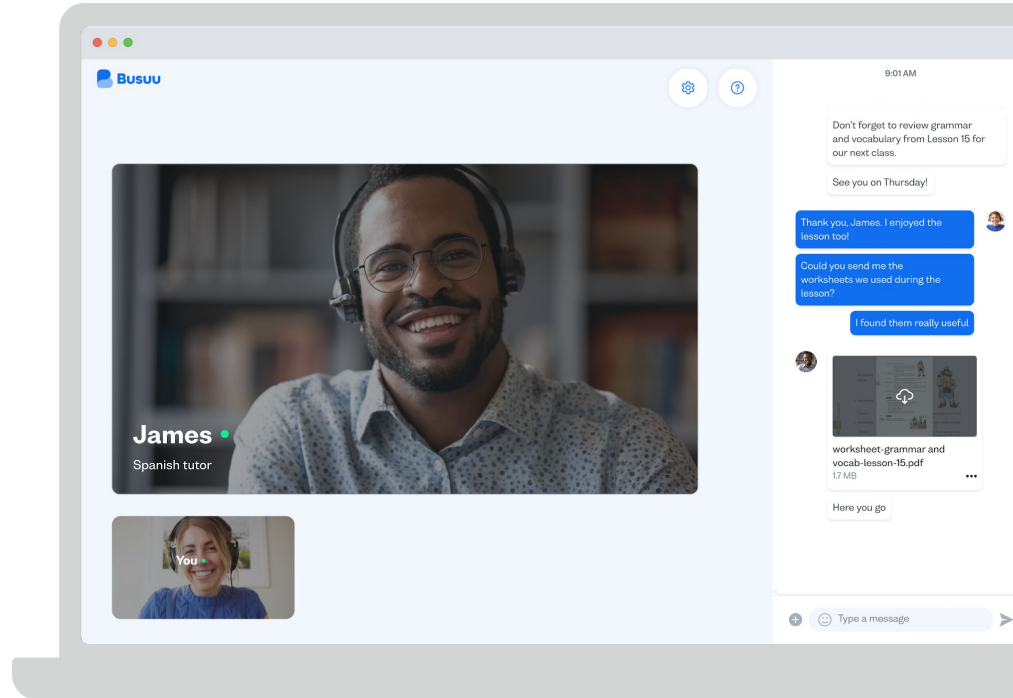 Busuu
James
Spanish tutor
You
9:01 AM
Don't forget to review grammar
and vocabulary from Lesson 15 for
our next class.
See you on Thursday!
Thank you, James. I enjoyed the
lesson too!
Could you send me the
worksheets we used during the
lesson?
I found them really useful
worksheet-grammar and
vocab-lesson-15.pdf
1.7 MB
Here you go
Type a message